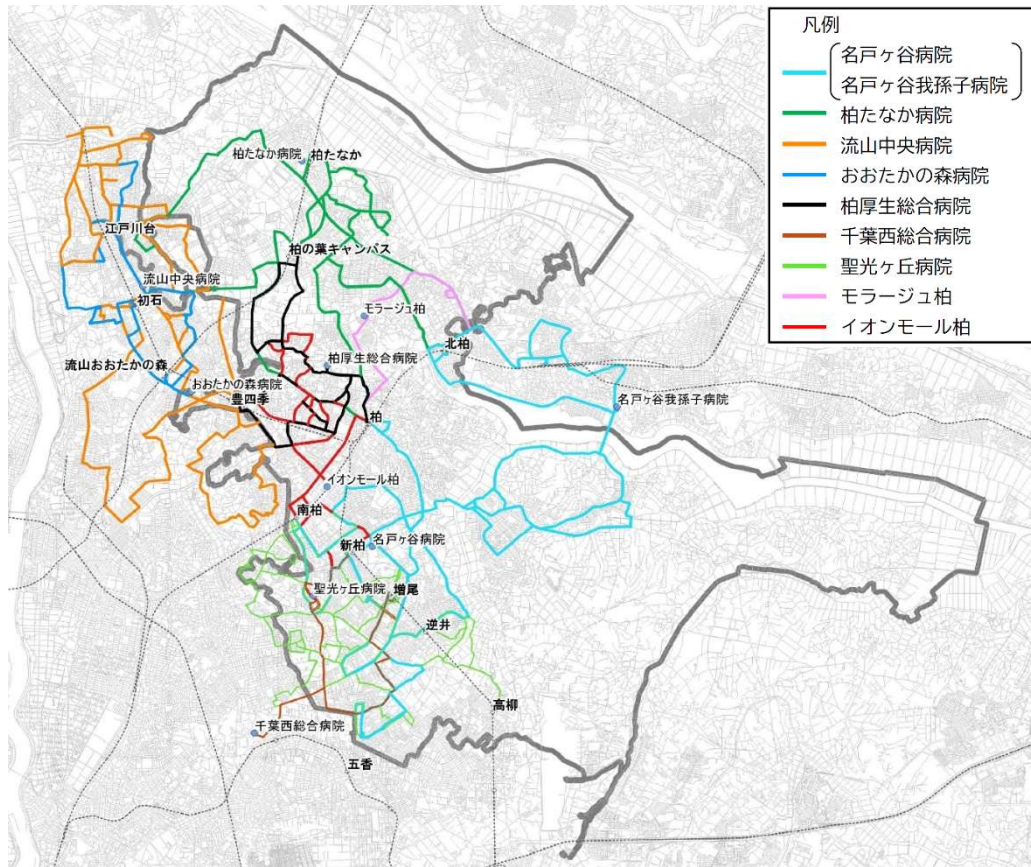 凡例
名戸ヶ谷病院
名戸ヶ谷我孫子病院
柏たなか病院
流山中央病院
おおたかの森病院
柏厚生総合病院
千葉西総合病院
聖光ヶ丘病院
モラージュ柏
イオンモール柏
柏たなか病院
柏たなか
江戸川台
柏の葉キャンパス
流山中央病院
初石
モラージュ柏
北柏
流山おおたかの森
柏厚生総合病院
おおたかの森病院
豊四季
名戸ヶ谷我孫子病院
柏
イオンモール柏
南柏
新柏
名戸ヶ谷病院
聖光ヶ丘病院
増尾
逆井
高柳
千葉西総合病院
五香